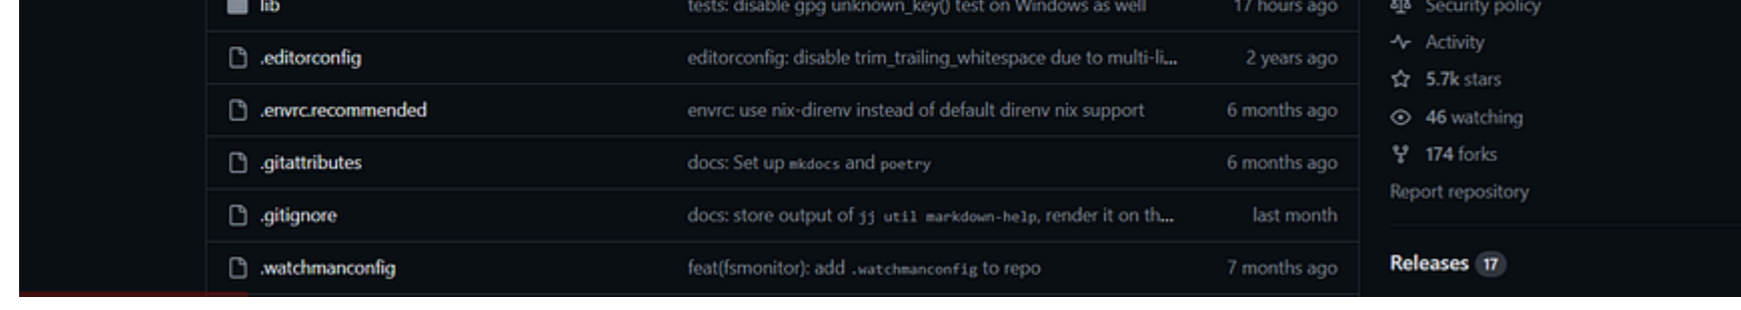 lib tests: disable gpg unknown_key() test on Windows as well 17 hours ago
.editorconfig editorconfig: disable trim_trailing_whitespace due to multi-li... 2 years ago
.envrc.recommended envrc: use nix-direnv instead of default direnv nix support 6 months ago
.gitattributes docs: Set up mkdocs and poetry 6 months ago
.gitignore docs: store output of jj util markdown-help, render it on th... last month
.watchmanconfig feat(fsmonitor): add .watchmanconfig to repo 7 months ago
Security policy
Activity
5.7k stars
46 watching
174 forks
Report repository
Releases 17